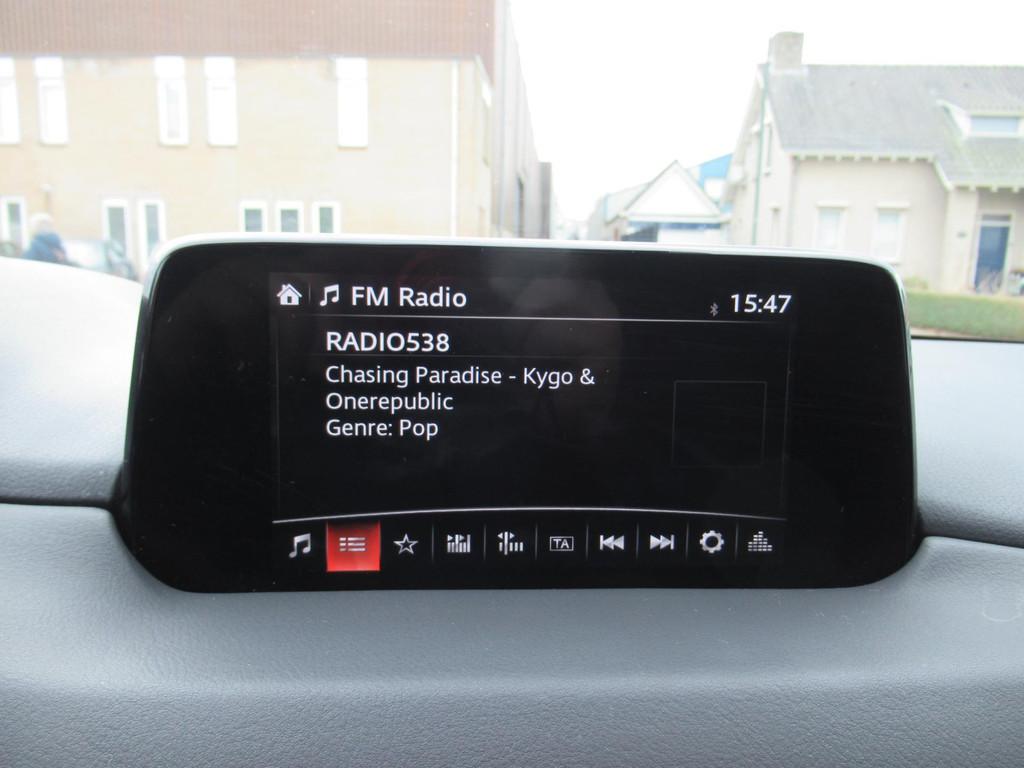 FM Radio
15:47
RADIO538
Chasing Paradise - Kygo &
Onerepublic
Genre: Pop
TA